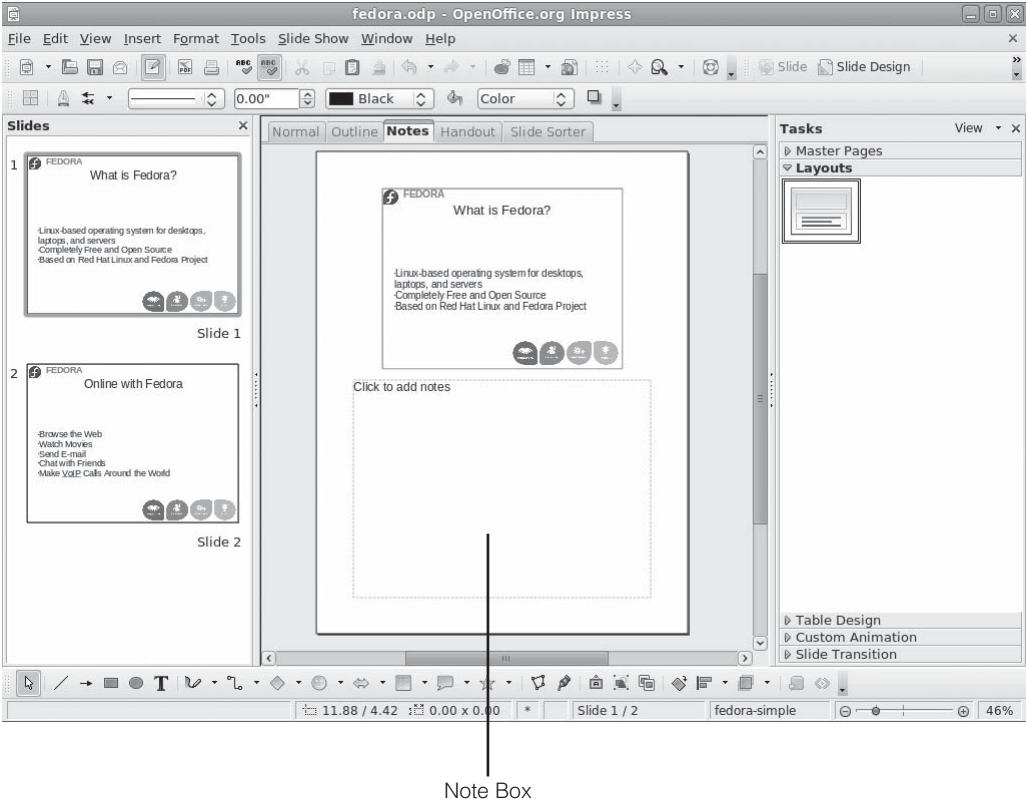 fedora.odp - OpenOffice.org Impress
File Edit View Insert Format Tools Slide Show Window Help
ABC ABC Slide Slide Design
0.00" Black Color
Slides
1
FEDORA
What is Fedora?
·Linux-based operating system for desktops,
laptops, and servers
·Completely Free and Open Source
·Based on Red Hat Linux and Fedora Project
Slide 1
2
FEDORA
Online with Fedora
·Browse the Web
·Watch Movies
·Send E-mail
·Chat with Friends
·Make VoIP Calls Around the World
Slide 2
Normal Outline Notes Handout Slide Sorter
FEDORA
What is Fedora?
·Linux-based operating system for desktops,
laptops, and servers
·Completely Free and Open Source
·Based on Red Hat Linux and Fedora Project
Click to add notes
Tasks View
Master Pages
Layouts
Table Design
Custom Animation
Slide Transition
11.88 / 4.42 0.00 x 0.00 * Slide 1 / 2 fedora-simple 46%
Note Box